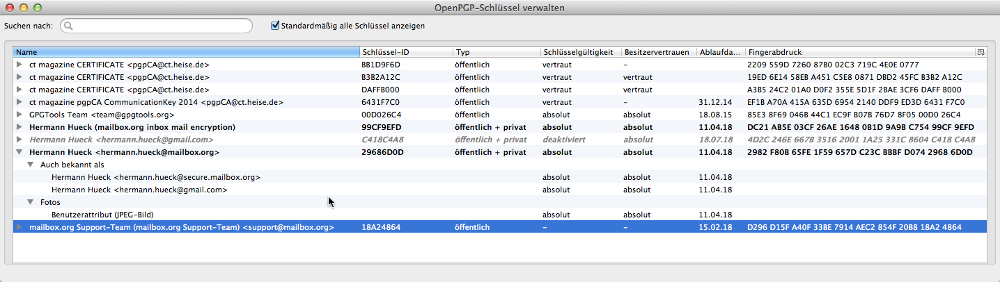 OpenPGP-Schlüssel verwalten
Suchen nach: Standardmäßig alle Schlüssel anzeigen
Name Schlüssel-ID Typ Schlüsselgültigkeit Besitzervertrauen Ablaufda... Fingerabdruck
ct magazine CERTIFICATE <pgpCA@ct.heise.de> BB1D9F6D öffentlich vertraut – 2209 559D 7260 87B0 02C3 719C 4E0E 0777
ct magazine CERTIFICATE <pgpCA@ct.heise.de> B3B2A12C öffentlich vertraut vertraut 19ED 6E14 58EB A451 C5E8 0871 DBD2 45FC B3B2 A12C
ct magazine CERTIFICATE <pgpCA@ct.heise.de> DAFFB000 öffentlich vertraut vertraut A3B5 24C2 01A0 D0F2 355E 5D1F 2BAE 3CF6 DAFF B000
ct magazine pgpCA CommunicationKey 2014 <pgpCA@ct.heise.de> 6431F7C0 öffentlich vertraut – 31.12.14 EF1B A70A 415A 635D 6954 2140 DDF9 ED3D 6431 F7C0
GPGTools Team <team@gpgtools.org> 00D026C4 öffentlich absolut absolut 18.08.15 85E3 8F69 046B 44C1 EC9F B07B 76D7 8F05 00D0 26C4
Hermann Hueck (mailbox.org inbox mail encryption) 99CF9EFD öffentlich + privat absolut absolut 11.04.18 DC21 AB5E 03CF 26AE 1648 0B1D 9A9B C754 99CF 9EFD
Hermann Hueck <hermann.hueck@gmail.com> C418C4A8 öffentlich + privat deaktiviert absolut 18.07.18 4D2C 246E 667B 3516 2001 1A25 331C 8604 C418 C4A8
Hermann Hueck <hermann.hueck@mailbox.org> 29686D0D öffentlich + privat absolut absolut 11.04.18 2982 F80B 65FE 1F59 657D C23C BBBF D074 2968 6D0D
Auch bekannt als
Hermann Hueck <hermann.hueck@secure.mailbox.org> absolut absolut 11.04.18
Hermann Hueck <hermann.hueck@gmail.com> absolut absolut 11.04.18
Fotos
Benutzerattribut (JPEG-Bild) absolut absolut 11.04.18
mailbox.org Support-Team (mailbox.org Support-Team) <support@mailbox.org> 18A24864 öffentlich – – 15.02.18 D296 D15F A40F 33BE 7914 AEC2 854F 20B8 18A2 4864